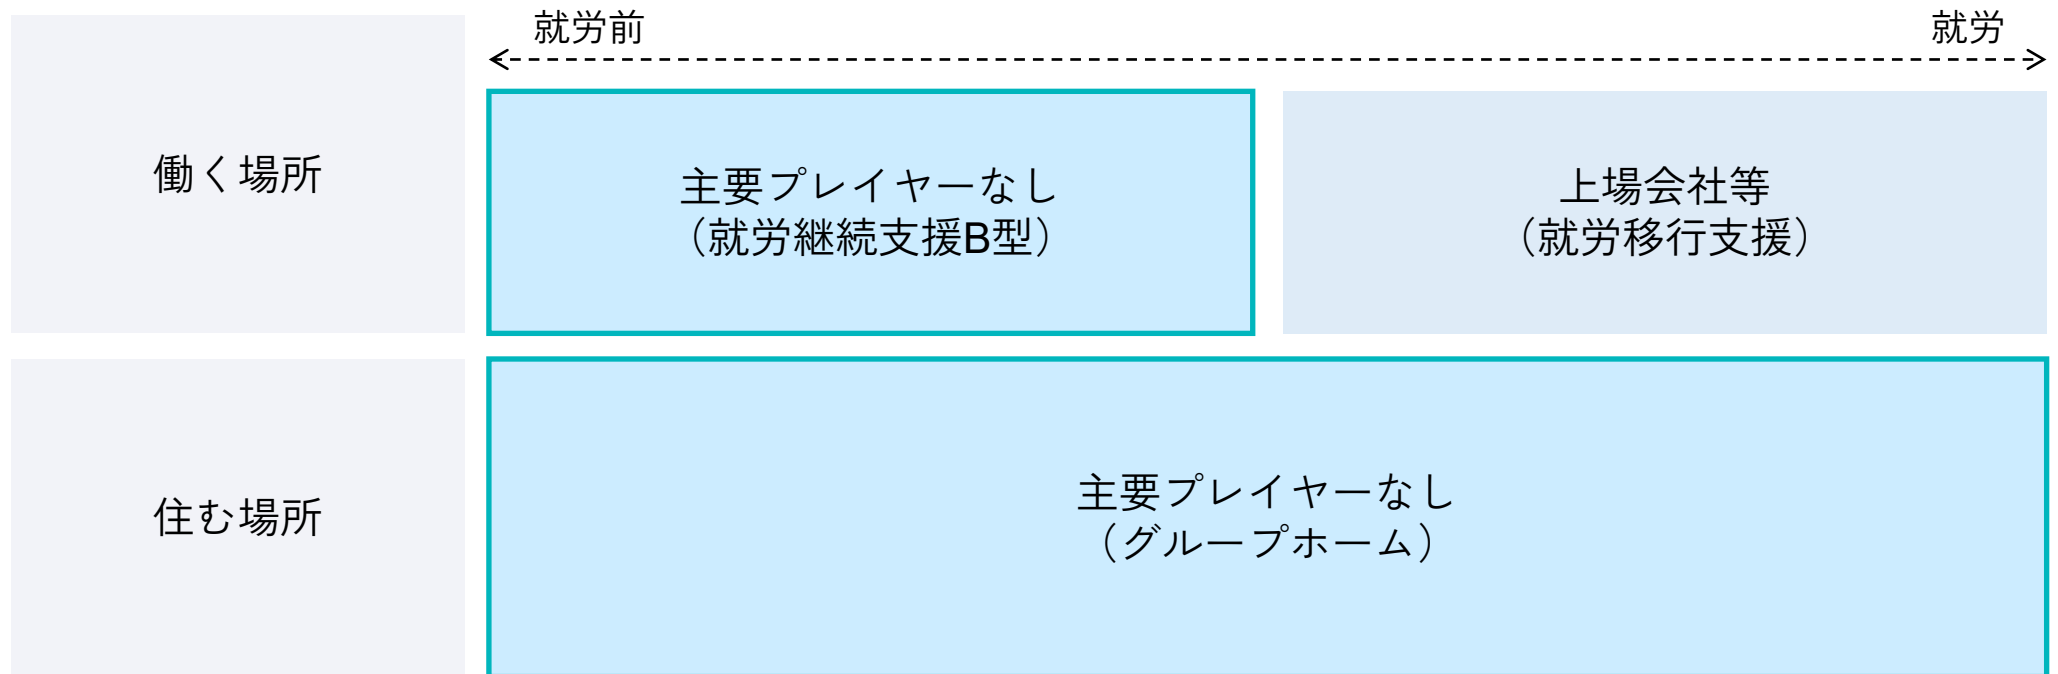 就労前
就労
働く場所
主要プレイヤーなし
（就労継続支援B型）
上場会社等
（就労移行支援）
住む場所
主要プレイヤーなし
（グループホーム）